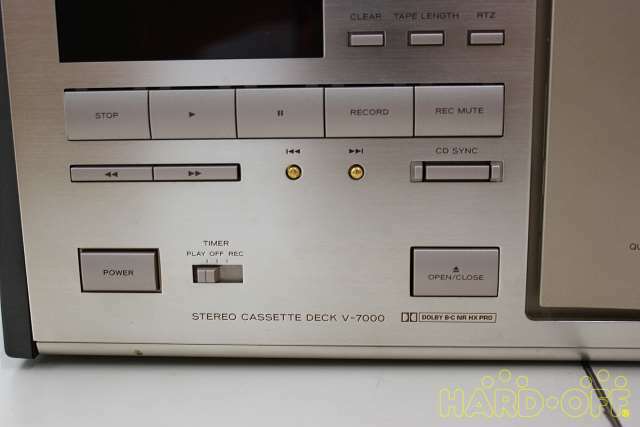 CLEAR TAPE LENGTH RTZ
STOP RECORD REC MUTE
CD SYNC
TIMER
PLAY OFF REC
POWER
OPEN/CLOSE
STEREO CASSETTE DECK V-7000
DOLBY B-C NR HX PRO
HARD·OFF